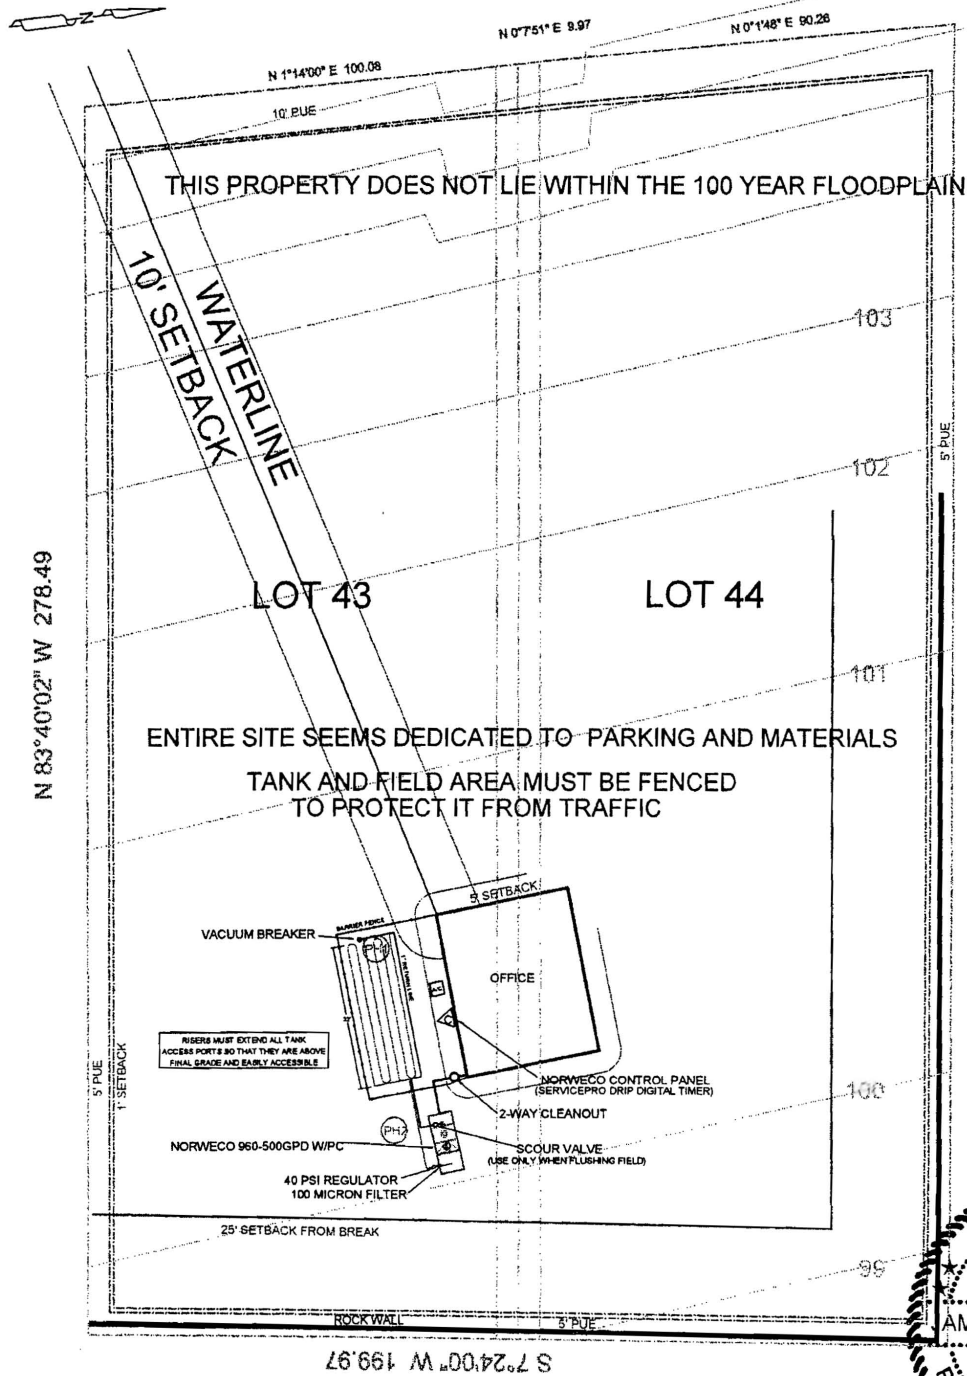 N
N 1°14'00" E 100.08
N 0°7'51" E 9.97
N 0°1'48" E 90.26
10' PUE
THIS PROPERTY DOES NOT LIE WITHIN THE 100 YEAR FLOODPLAIN
10' SETBACK
WATERLINE
103
102
5' PUE
N 83°40'02" W 278.49
LOT 43
LOT 44
101
ENTIRE SITE SEEMS DEDICATED TO PARKING AND MATERIALS
TANK AND FIELD AREA MUST BE FENCED
TO PROTECT IT FROM TRAFFIC
5' SETBACK
BARRIER FENCE
VACUUM BREAKER
PH1
1" RETURN LINE
OFFICE
C
RISERS MUST EXTEND ALL TANK
ACCESS PORTS SO THAT THEY ARE ABOVE
FINAL GRADE AND EASILY ACCESSIBLE
5' PUE
1' SETBACK
NORWECO CONTROL PANEL
(SERVICEPRO DRIP DIGITAL TIMER)
100
2-WAY CLEANOUT
PH2
NORWECO 960-500GPD W/PC
SCOUR VALVE
(USE ONLY WHEN FLUSHING FIELD)
40 PSI REGULATOR
100 MICRON FILTER
25' SETBACK FROM BREAK
99
ROCK WALL
5' PUE
AM
S 7°24'00" W 199.97